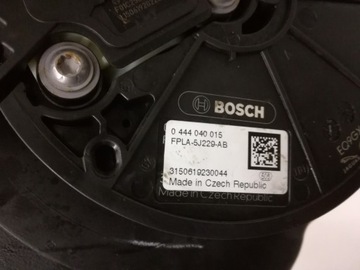 BOSCH
0 444 040 015
FPLA-5J229-AB
3150619230044
Made in Czech Republic
Made in Czech Republic